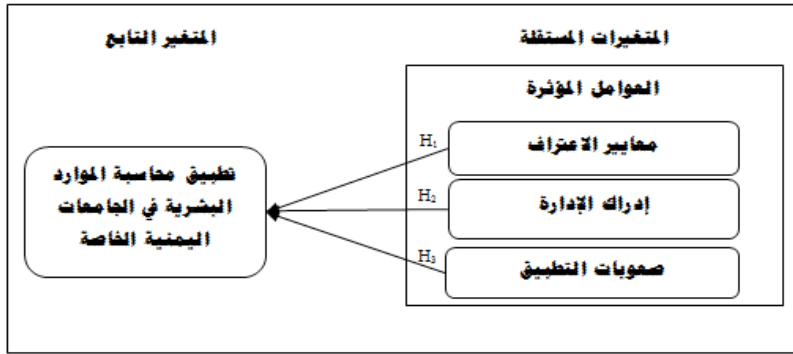 المتغيرات المستقلة
المتغير التابع
العوامل المؤثرة
معايير الاعتراف
H₁
إدراك الإدارة
H₂
صعوبات التطبيق
H₃
تطبيق محاسبة الموارد
البشرية في الجامعات
اليمنية الخاصة